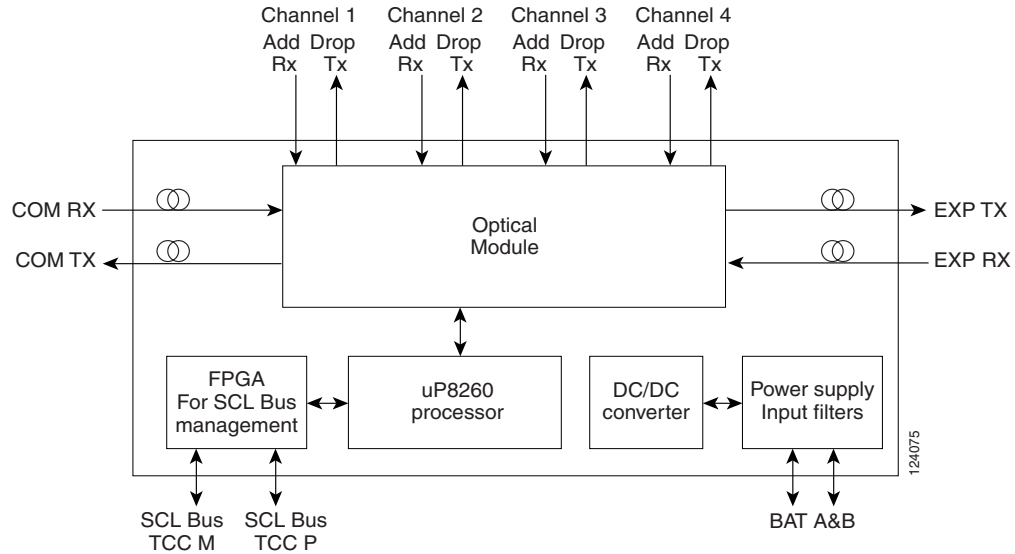 Channel 1 Channel 2 Channel 3 Channel 4
Add Drop Add Drop Add Drop Add Drop
Rx Tx Rx Tx Rx Tx Rx Tx
COM RX
COM TX
Optical
Module
EXP TX
EXP RX
FPGA
For SCL Bus
management
uP8260
processor
DC/DC
converter
Power supply
Input filters
124075
SCL Bus
TCC M
SCL Bus
TCC P
BAT A&B